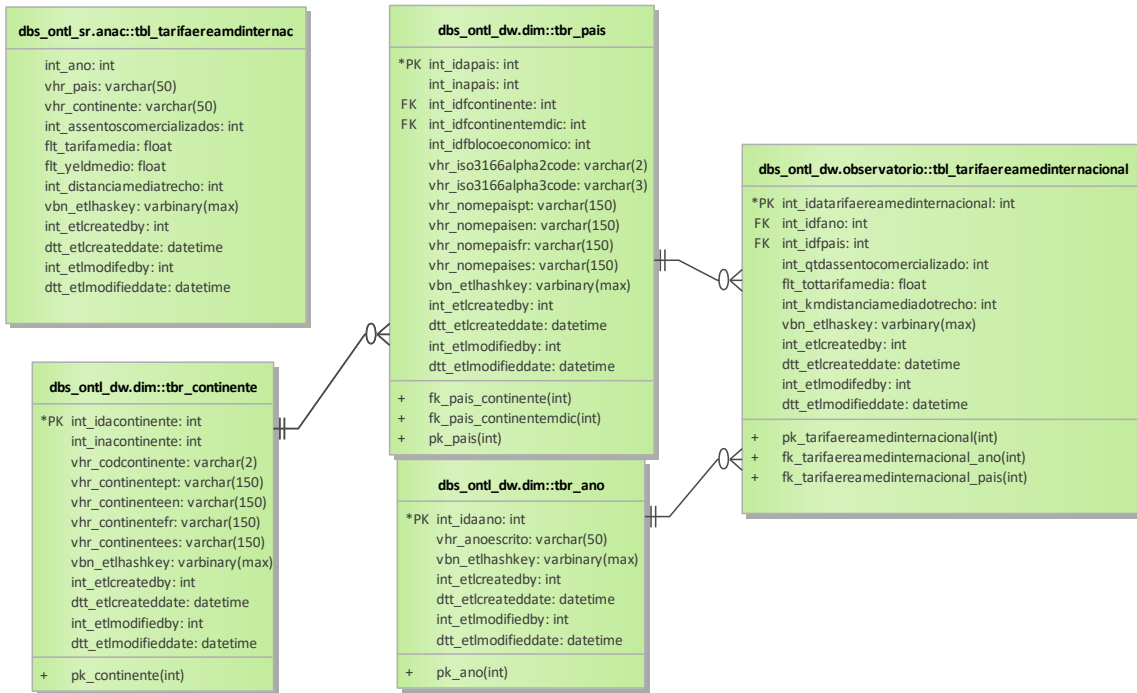 dbs_ontl_sr.anac::tbl_tarifaereamdinternac
int_ano: int
vhr_pais: varchar(50)
vhr_continente: varchar(50)
int_assentoscomercializados: int
flt_tarifamedia: float
flt_yeldmedio: float
int_distanciamediatrecho: int
vbn_etlhaskey: varbinary(max)
int_etlcreatedby: int
dtt_etlcreateddate: datetime
int_etlmodifedby: int
dtt_etlmodifieddate: datetime
dbs_ontl_dw.dim::tbr_pais
*PK int_idapais: int
int_inapais: int
FK int_idfcontinente: int
FK int_idfcontinentemdic: int
int_idfblocoeconomico: int
vhr_iso3166alpha2code: varchar(2)
vhr_iso3166alpha3code: varchar(3)
vhr_nomepaispt: varchar(150)
vhr_nomepaisen: varchar(150)
vhr_nomepaisfr: varchar(150)
vhr_nomepaises: varchar(150)
vbn_etlhashkey: varbinary(max)
int_etlcreatedby: int
dtt_etlcreateddate: datetime
int_etlmodifiedby: int
dtt_etlmodifieddate: datetime
+ fk_pais_continente(int)
+ fk_pais_continentemdic(int)
+ pk_pais(int)
dbs_ontl_dw.observatorio::tbl_tarifaereamedinternacional
*PK int_idatarifaereamedinternacional: int
FK int_idfano: int
FK int_idfpais: int
int_qtdassentocomercializado: int
flt_tottarifamedia: float
int_kmdistanciamediadotrecho: int
vbn_etlhaskey: varbinary(max)
int_etlcreatedby: int
dtt_etlcreateddate: datetime
int_etlmodifedby: int
dtt_etlmodifieddate: datetime
+ pk_tarifaereamedinternacional(int)
+ fk_tarifaereamedinternacional_ano(int)
+ fk_tarifaereamedinternacional_pais(int)
dbs_ontl_dw.dim::tbr_continente
*PK int_idacontinente: int
int_inacontinente: int
vhr_codcontinente: varchar(2)
vhr_continentept: varchar(150)
vhr_continenteen: varchar(150)
vhr_continentefr: varchar(150)
vhr_continentees: varchar(150)
vbn_etlhashkey: varbinary(max)
int_etlcreatedby: int
dtt_etlcreateddate: datetime
int_etlmodifiedby: int
dtt_etlmodifieddate: datetime
+ pk_continente(int)
dbs_ontl_dw.dim::tbr_ano
*PK int_idaano: int
vhr_anoescrito: varchar(50)
vbn_etlhashkey: varbinary(max)
int_etlcreatedby: int
dtt_etlcreateddate: datetime
int_etlmodifiedby: int
dtt_etlmodifieddate: datetime
+ pk_ano(int)